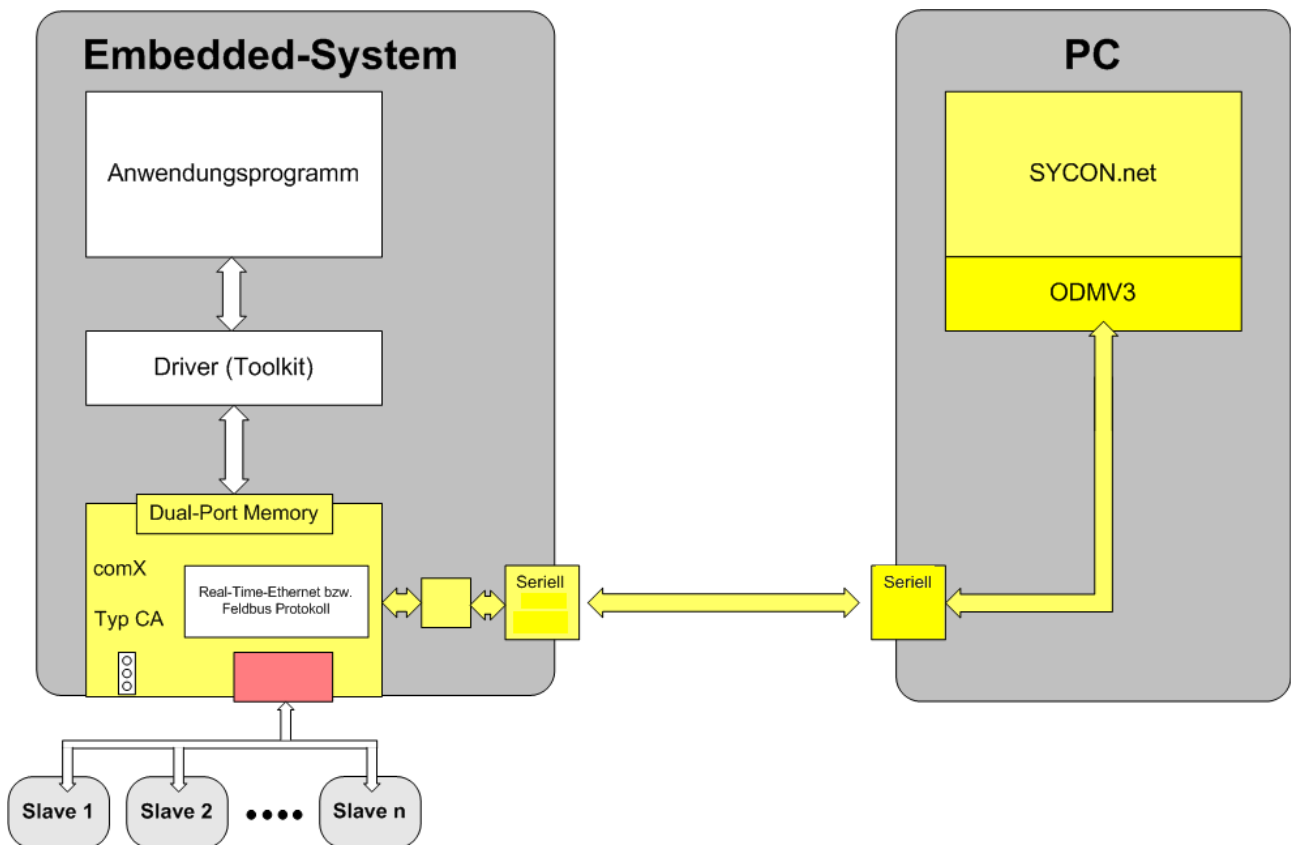 Embedded-System
Anwendungsprogramm
Driver (Toolkit)
Dual-Port Memory
comX
Typ CA
Real-Time-Ethernet bzw.
Feldbus Protokoll
Seriell
Slave 1
Slave 2
Slave n
PC
SYCON.net
ODMV3
Seriell